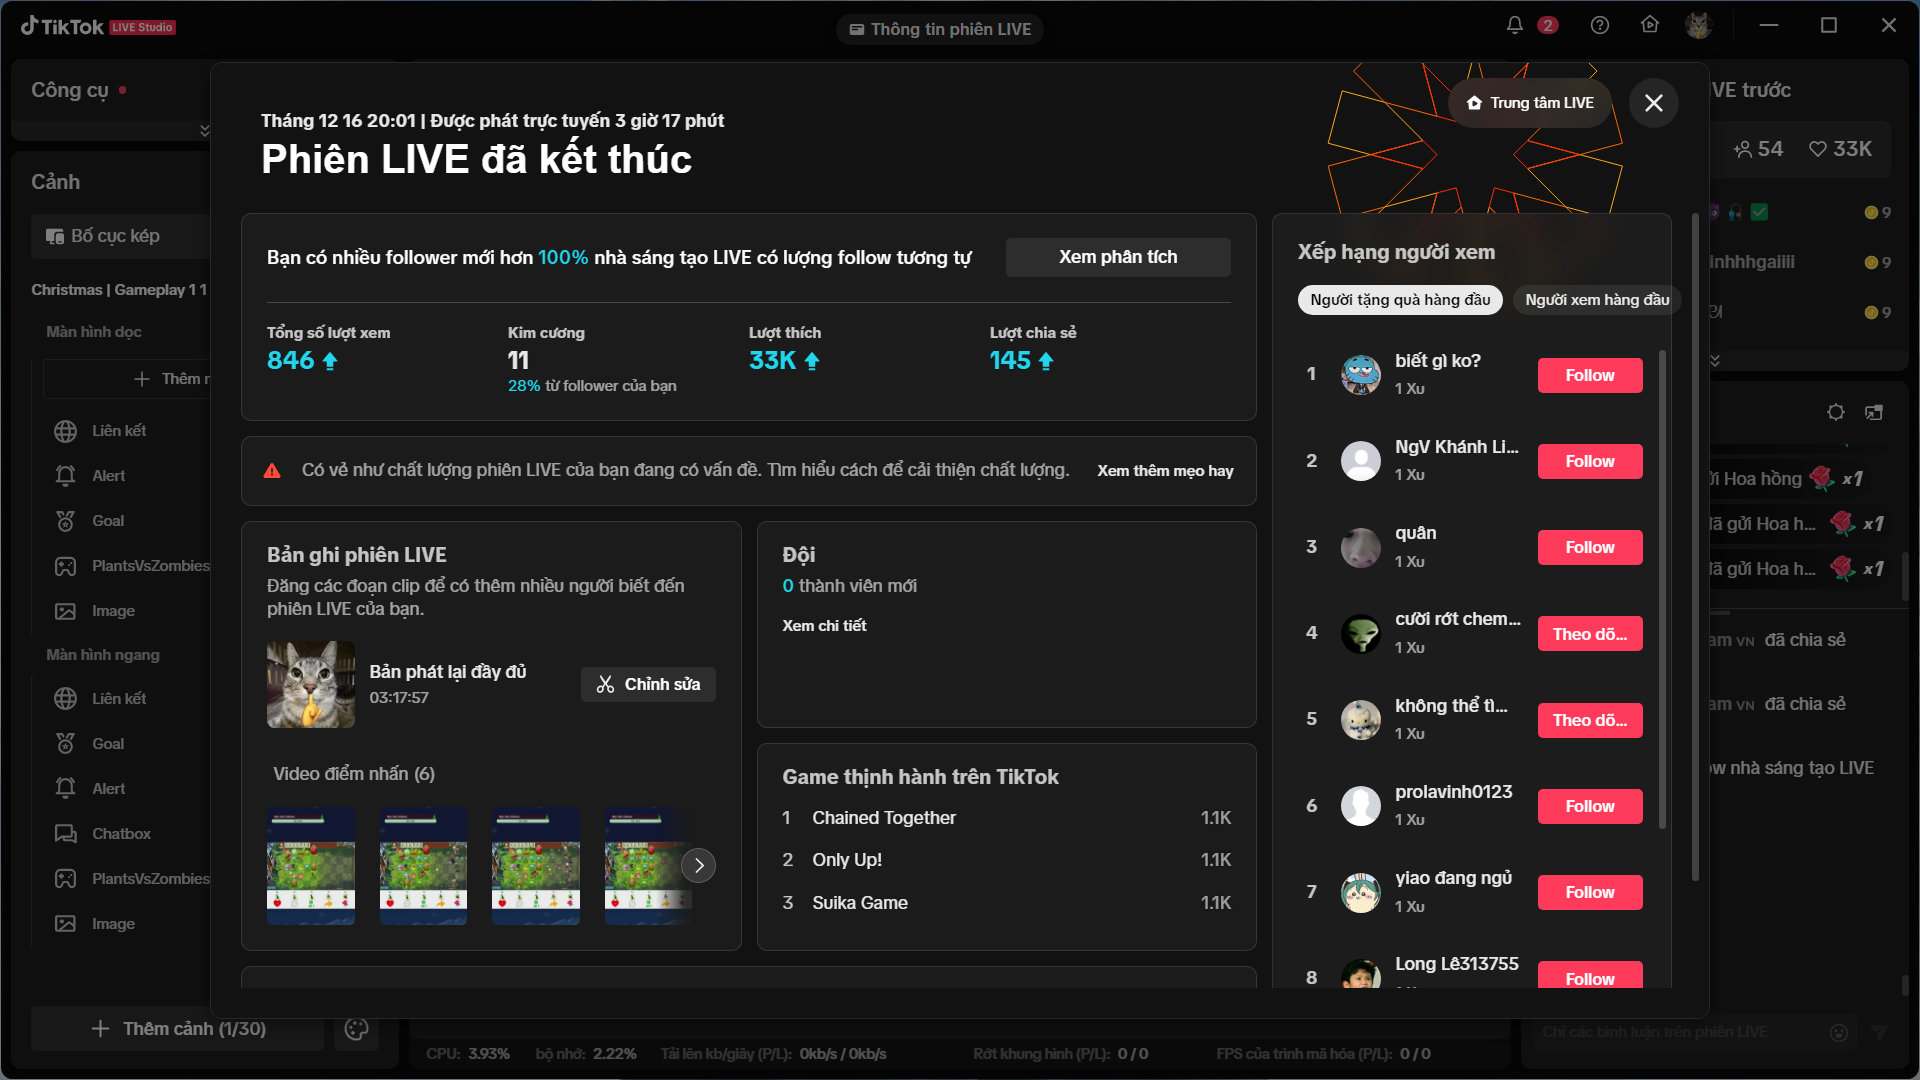 TikTok LIVE Studio
Thông tin phiên LIVE
2
Công cụ
Cảnh
Bố cục kép
Christmas | Gameplay 1 1
Màn hình dọc
Thêm
Liên kết
Alert
Goal
PlantsVsZombies
Image
Màn hình ngang
Liên kết
Goal
Alert
Chatbox
PlantsVsZombies
Image
Thêm cảnh (1/30)
Tháng 12 16 20:01 | Được phát trực tuyến 3 giờ 17 phút
Phiên LIVE đã kết thúc
Trung tâm LIVE
Bạn có nhiều follower mới hơn 100% nhà sáng tạo LIVE có lượng follow tương tự
Xem phân tích
Tổng số lượt xem
846
Kim cương
11
28% từ follower của bạn
Lượt thích
33K
Lượt chia sẻ
145
Có vẻ như chất lượng phiên LIVE của bạn đang có vấn đề. Tìm hiểu cách để cải thiện chất lượng.
Xem thêm mẹo hay
Bản ghi phiên LIVE
Đăng các đoạn clip để có thêm nhiều người biết đến
phiên LIVE của bạn.
Bản phát lại đầy đủ
03:17:57
Chỉnh sửa
Video điểm nhấn (6)
Đội
0 thành viên mới
Xem chi tiết
Game thịnh hành trên TikTok
1 Chained Together 1.1K
2 Only Up! 1.1K
3 Suika Game 1.1K
Xếp hạng người xem
Người tặng quà hàng đầu
Người xem hàng đầu
1 biết gì ko?
1 Xu
Follow
2 NgV Khánh Li...
1 Xu
Follow
3 quân
1 Xu
Follow
4 cười rớt chem...
1 Xu
Theo dõ...
5 không thể tì...
1 Xu
Theo dõ...
6 prolavinh0123
1 Xu
Follow
7 yiao đang ngủ
1 Xu
Follow
8 Long Lê313755
Follow
VE trước
54
33K
9
inhhhgaiiii 9
9
ri Hoa hồng x1
đã gửi Hoa h... x1
đã gửi Hoa h... x1
am VN đã chia sẻ
am VN đã chia sẻ
ow nhà sáng tạo LIVE
Chỉ các bình luận trên phiên LIVE
CPU: 3.93%
bộ nhớ: 2.22%
Tải lên kb/giây (P/L): 0kb/s / 0kb/s
Rớt khung hình (P/L): 0 / 0
FPS của trình mã hóa (P/L): 0 / 0